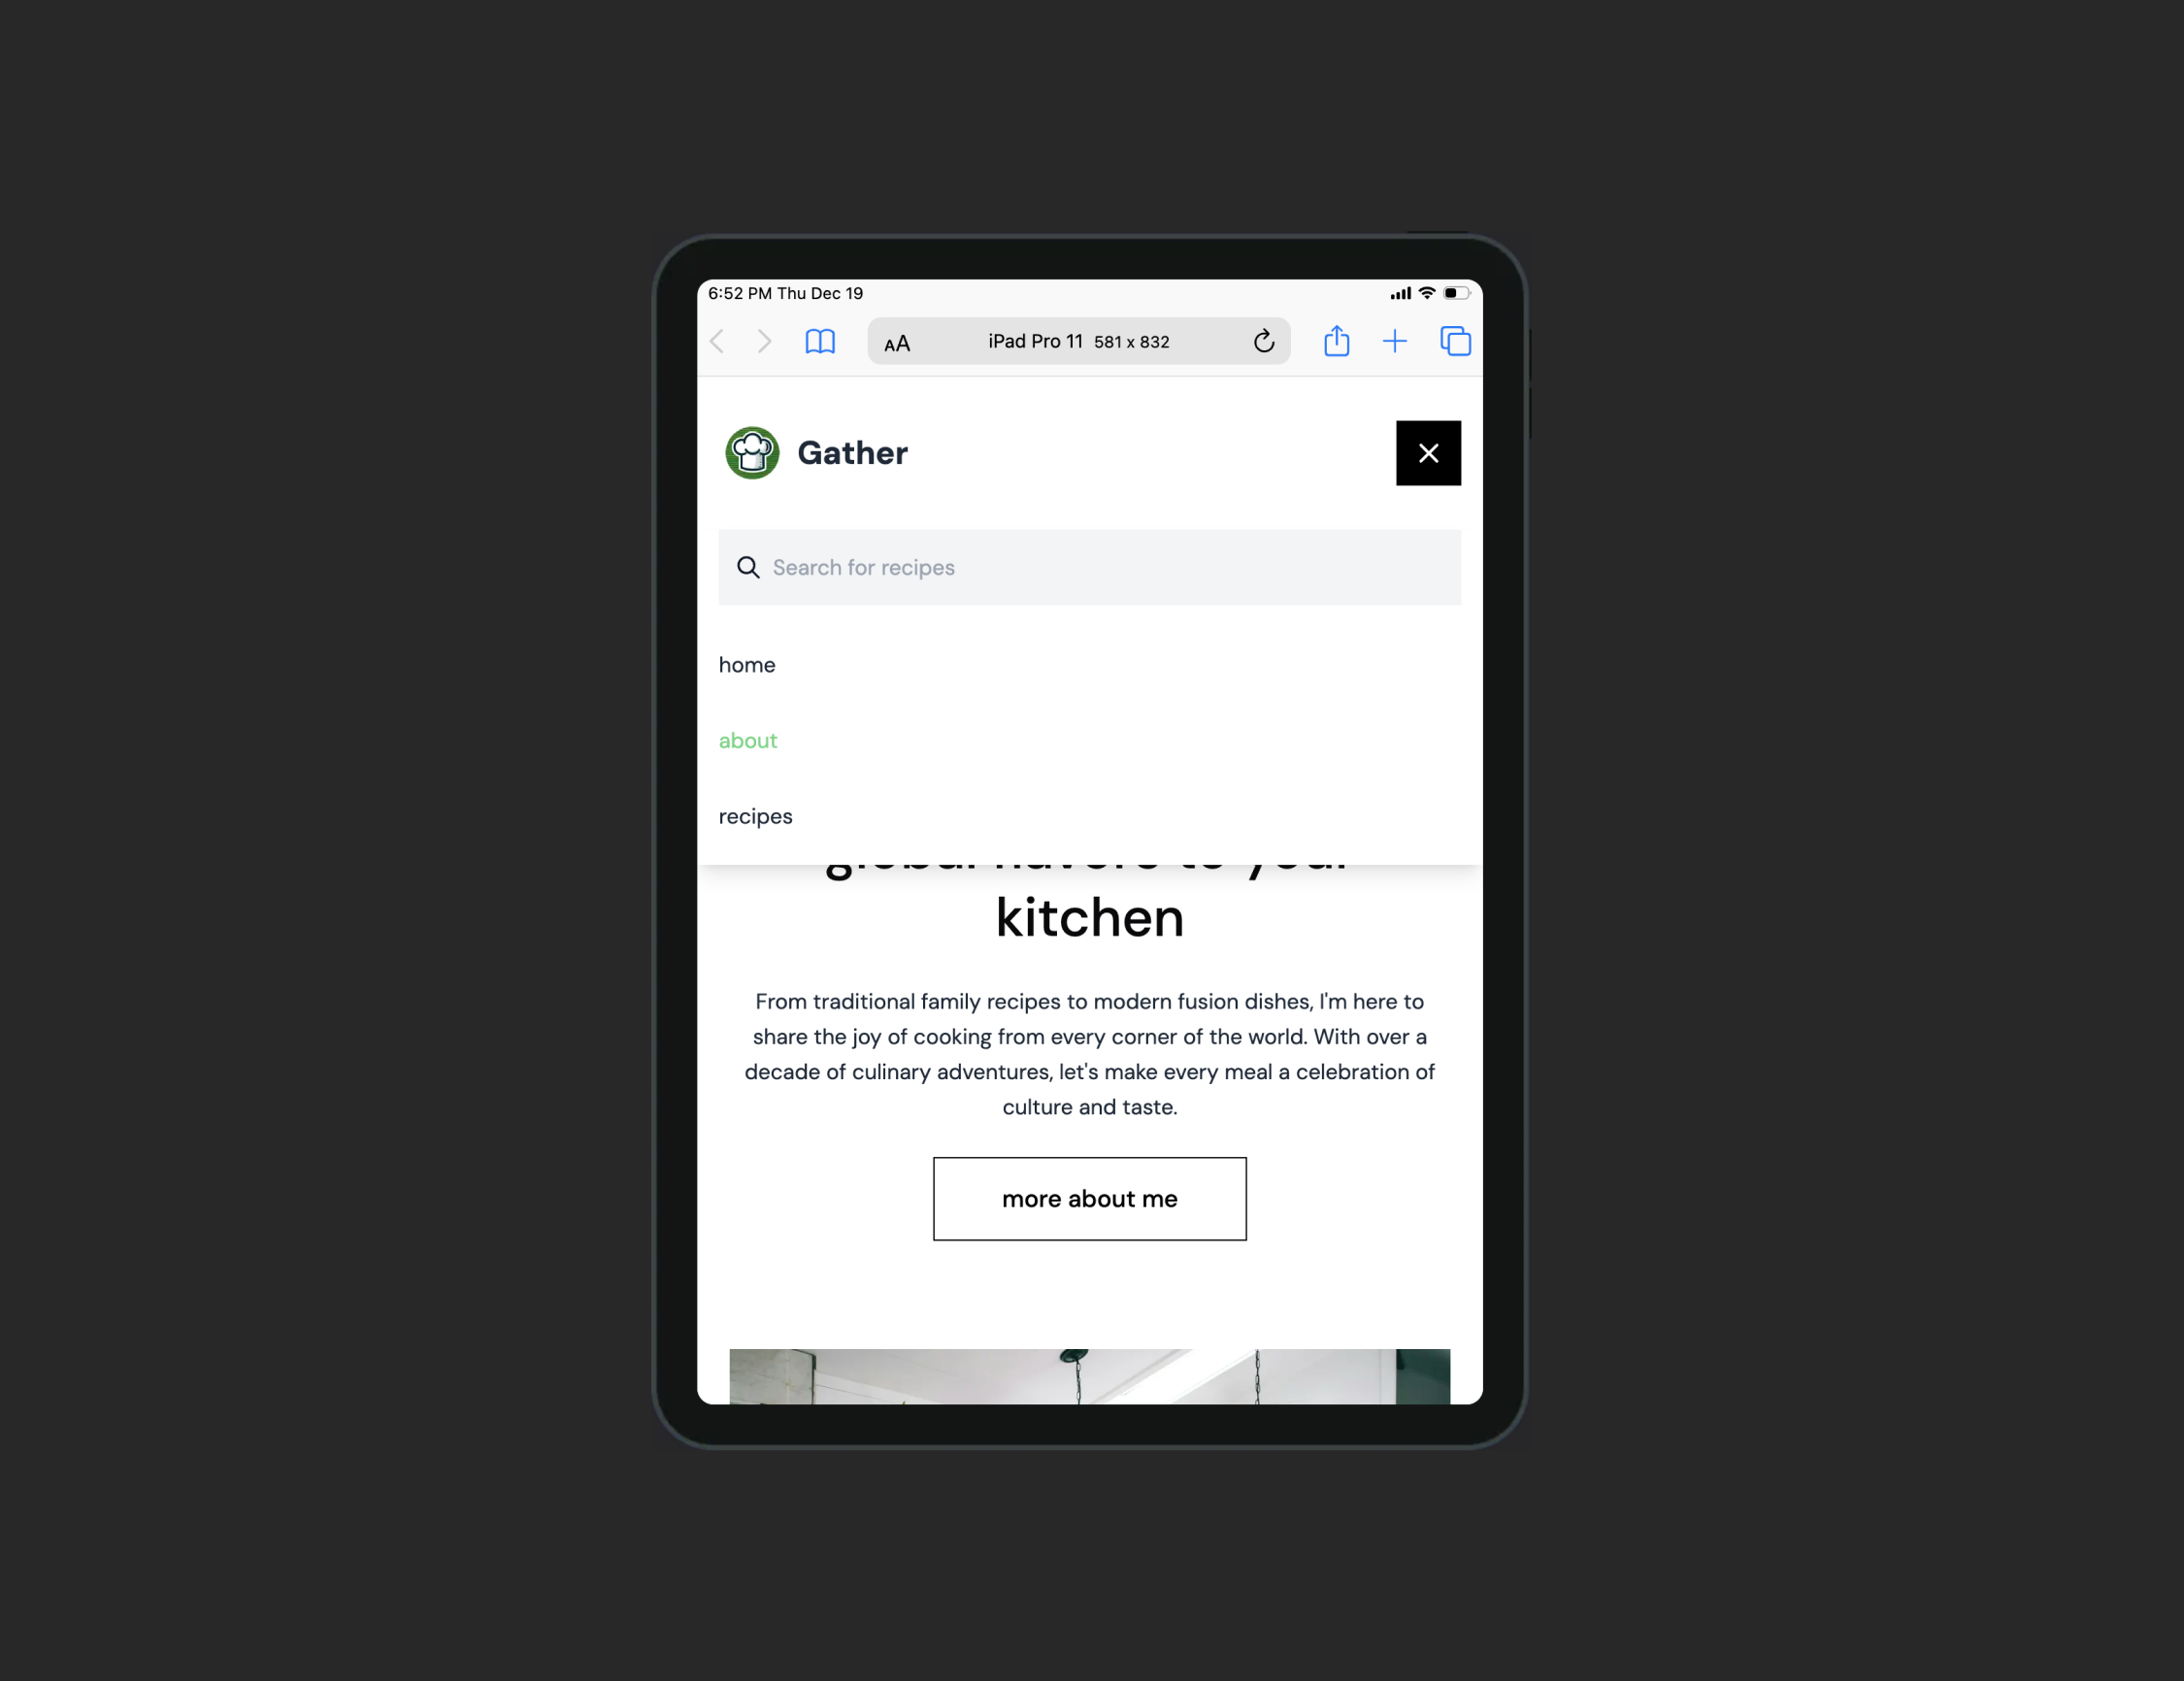 6:52 PM Thu Dec 19
AA iPad Pro 11 581 x 832
Gather
Search for recipes
home
about
recipes
kitchen
From traditional family recipes to modern fusion dishes, I'm here to
share the joy of cooking from every corner of the world. With over a
decade of culinary adventures, let's make every meal a celebration of
culture and taste.
more about me